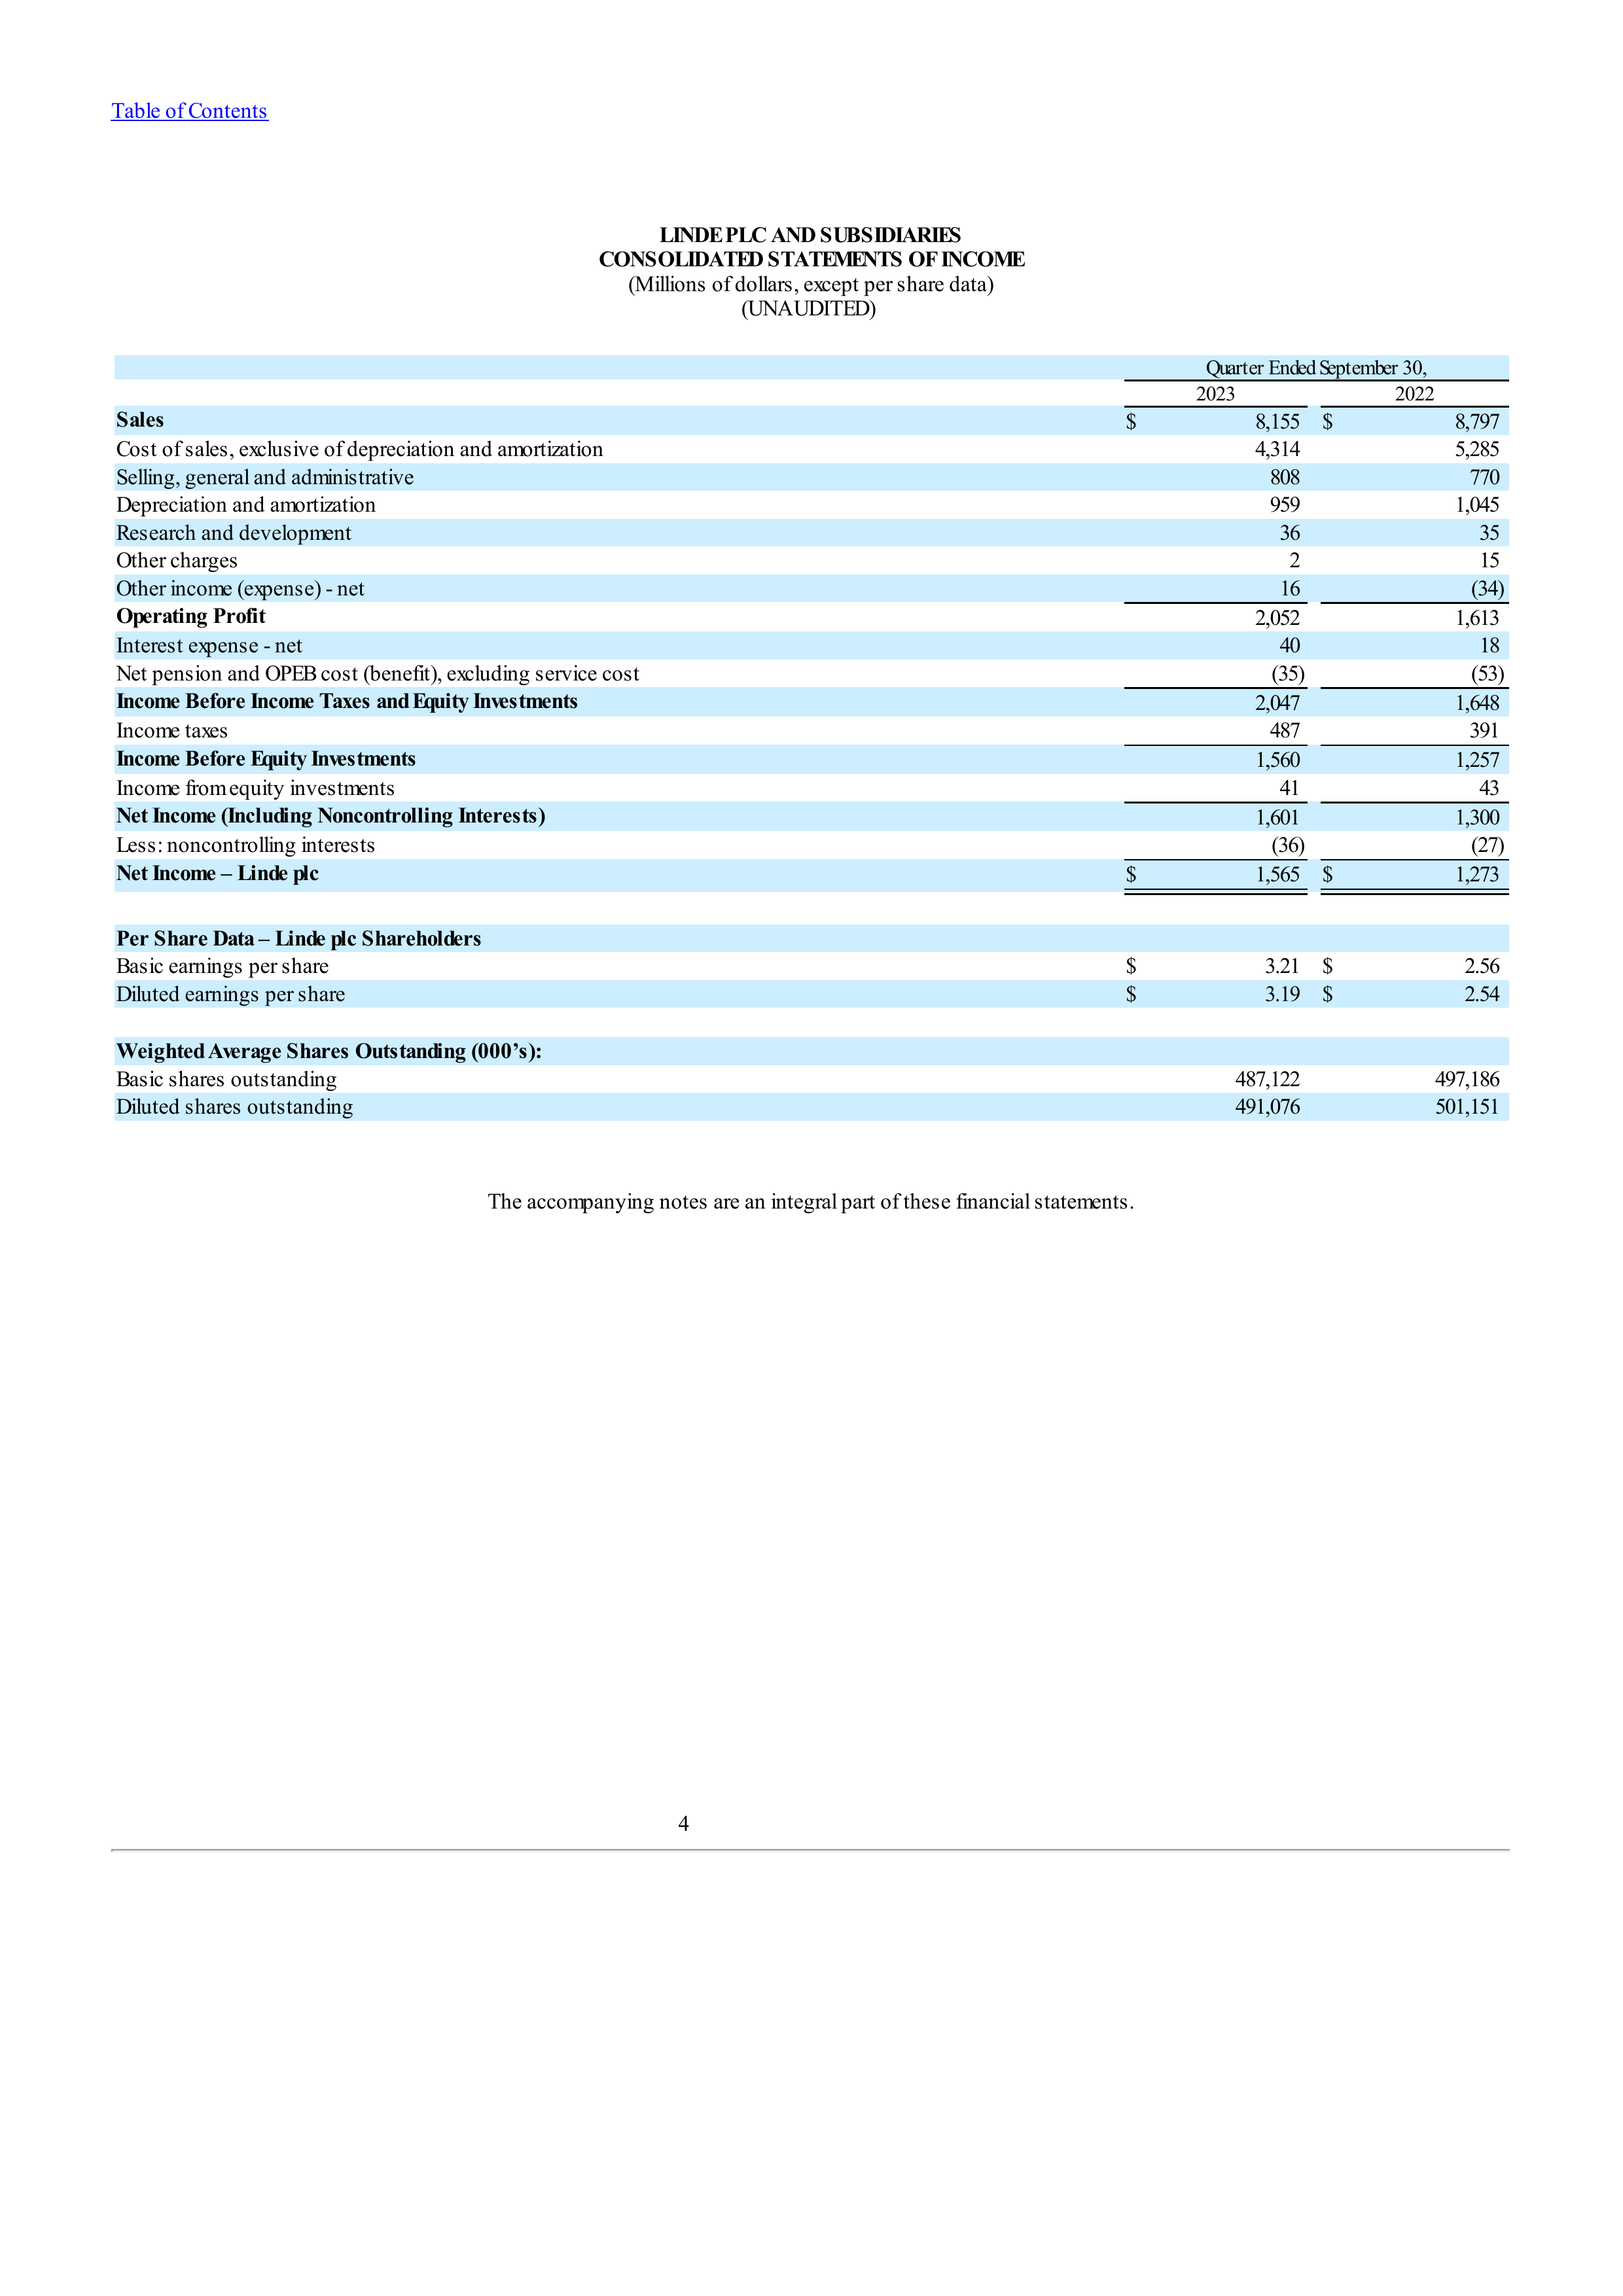 Table of Contents
LINDE PLC AND SUBSIDIARIES
CONSOLIDATED STATEMENTS OF INCOME
(Millions of dollars, except per share data)
(UNAUDITED)
Quarter Ended September 30,
2023 2022
Sales $ 8,155 $ 8,797
Cost of sales, exclusive of depreciation and amortization 4,314 5,285
Selling, general and administrative 808 770
Depreciation and amortization 959 1,045
Research and development 36 35
Other charges 2 15
Other income (expense) - net 16 (34)
Operating Profit 2,052 1,613
Interest expense - net 40 18
Net pension and OPEB cost (benefit), excluding service cost (35) (53)
Income Before Income Taxes and Equity Investments 2,047 1,648
Income taxes 487 391
Income Before Equity Investments 1,560 1,257
Income from equity investments 41 43
Net Income (Including Noncontrolling Interests) 1,601 1,300
Less: noncontrolling interests (36) (27)
Net Income – Linde plc $ 1,565 $ 1,273
Per Share Data – Linde plc Shareholders
Basic earnings per share $ 3.21 $ 2.56
Diluted earnings per share $ 3.19 $ 2.54
Weighted Average Shares Outstanding (000’s):
Basic shares outstanding 487,122 497,186
Diluted shares outstanding 491,076 501,151
The accompanying notes are an integral part of these financial statements.
4